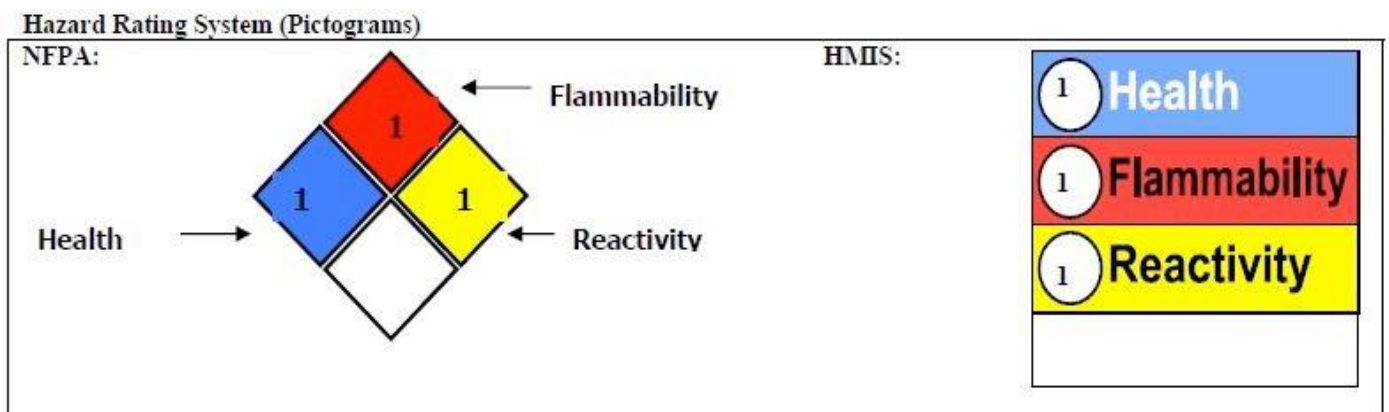 Hazard Rating System (Pictograms)
NFPA:
HMIS:
1
Flammability
1
1
Health
Reactivity
1 Health
1 Flammability
1 Reactivity